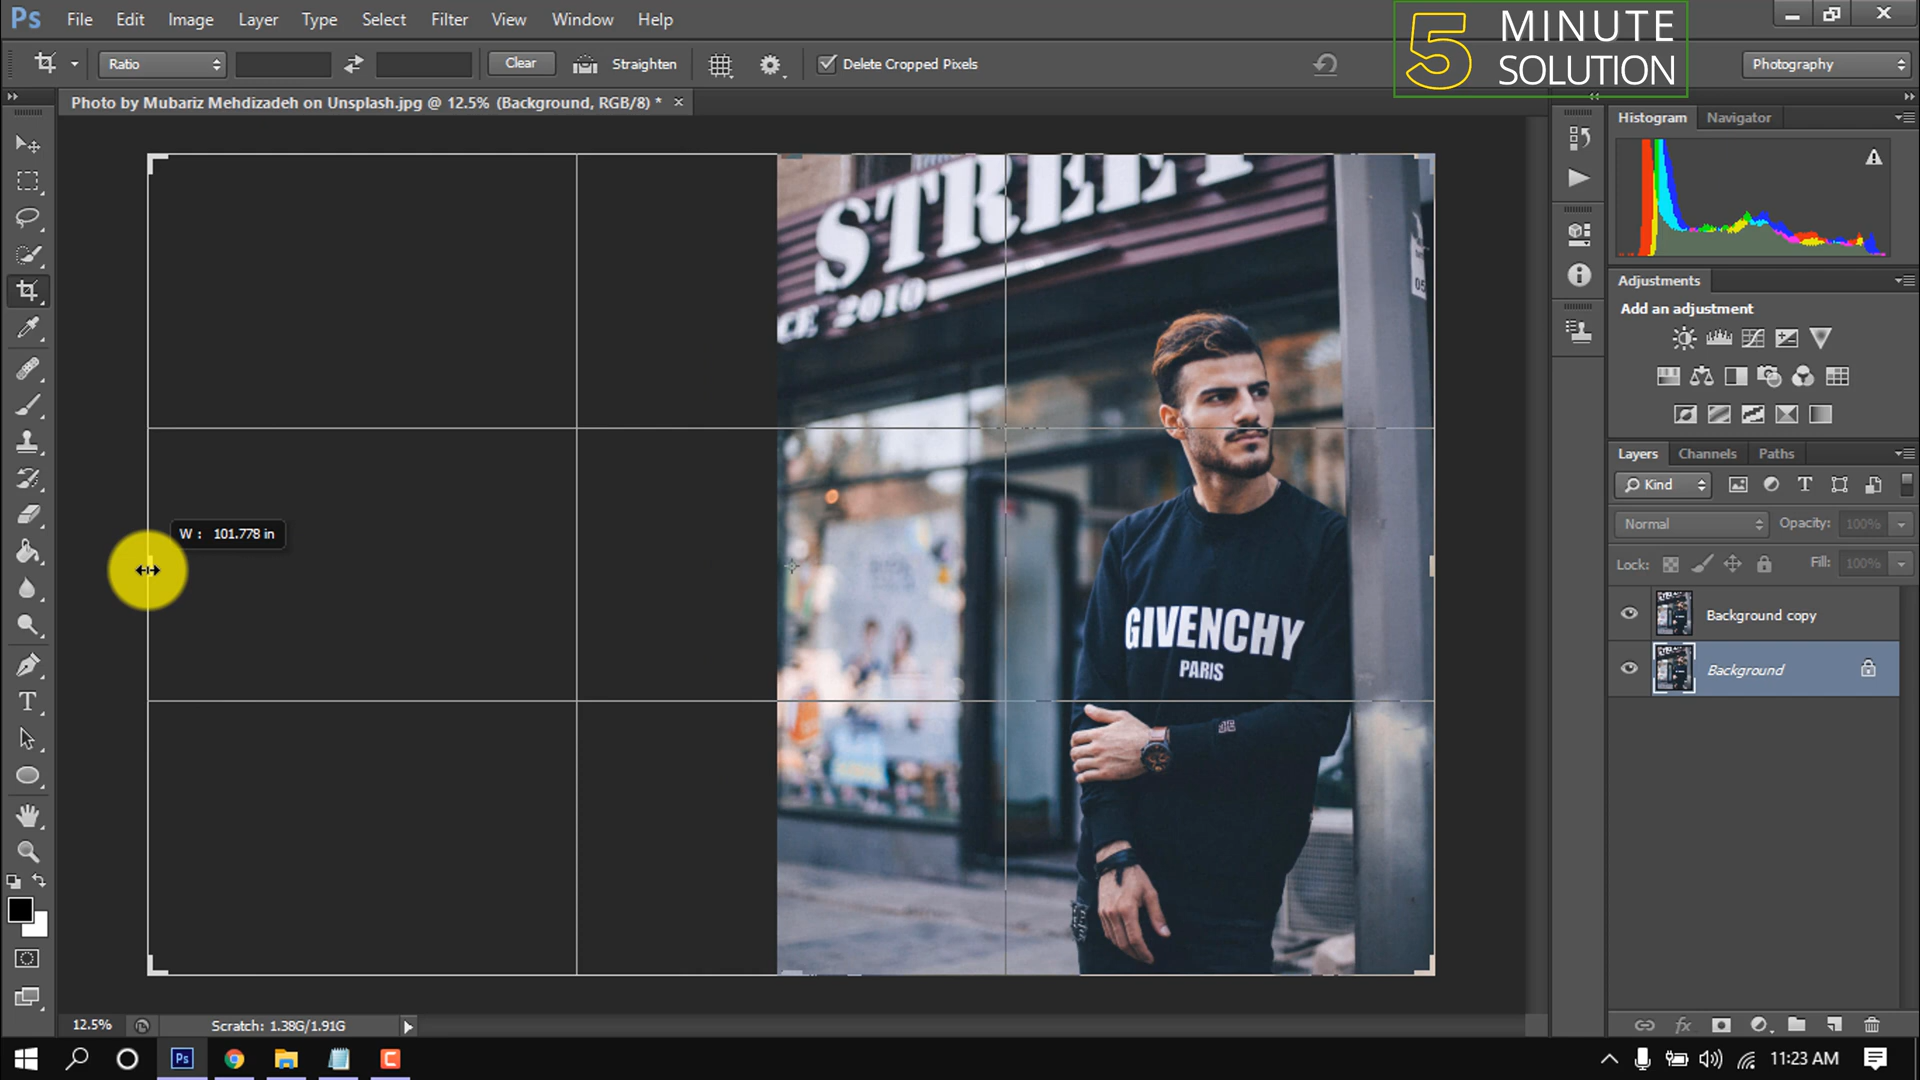 Ps File Edit Image Layer Type Select Filter View Window Help
5 MINUTE
SOLUTION
Ratio Clear Straighten Delete Cropped Pixels Photography
Photo by Mubariz Mehdizadeh on Unsplash.jpg @ 12.5% (Background, RGB/8) * ×
Histogram Navigator
STREET
CE 2010
05
Adjustments
Add an adjustment
Layers Channels Paths
Kind
Normal Opacity: 100%
W : 101.778 in
Lock: Fill: 100%
GIVENCHY
PARIS
Background copy
Background
12.5% Scratch: 1.38G/1.91G
fx
Ps 11:23 AM